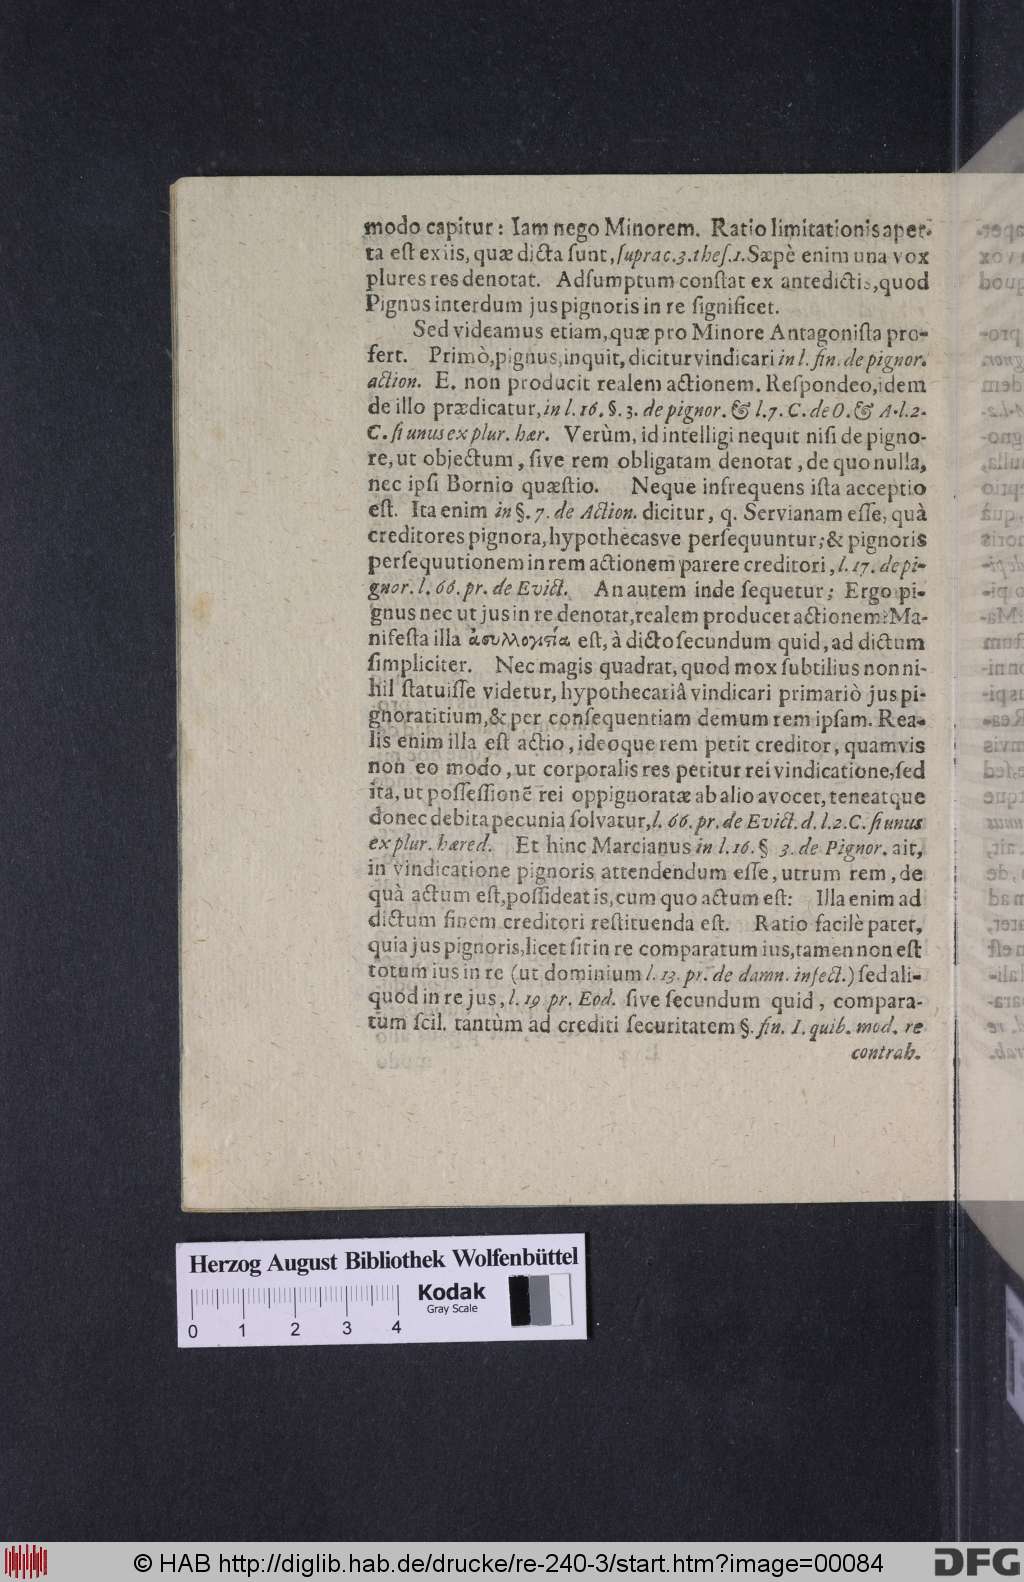 modo capitur: Iam nego Minorem. Ratio limitationis aper-
ta eſt ex iis, quæ dicta ſunt, ſuprac.3.theſ.1. Sæpè enim una vox
plures res denotat. Adſumptum conſtat ex antedictis, quod
Pignus interdum jus pignoris in re ſignificet.
Sed videamus etiam, quæ pro Minore Antagoniſta pro-
fert. Primò, pignus, inquit, dicitur vindicari in l. fin. de pignor.
action. E. non producit realem actionem. Reſpondeo, idem
de illo prædicatur, in l. 16. §. 3. de pignor. & l. 7. C. de O. & A. l. 2.
C. ſi unus ex plur. hær. Verùm, id intelligi nequit niſi de pigno-
re, ut objectum, ſive rem obligatam denotat, de quo nulla,
nec ipſi Bornio quæſtio. Neque infrequens iſta acceptio
eſt. Ita enim in §. 7. de Action. dicitur, q. Servianam eſſe, quà
creditores pignora, hypothecasve perſequuntur; & pignoris
perſequutionem in rem actionem parere creditori, l. 17. de pi-
gnor. l. 66. pr. de Evict. An autem inde ſequetur; Ergo pi-
gnus nec ut jus in re denotat, realem producet actionem? Ma-
nifeſta illa ἀσυλλογιστία eſt, à dicto ſecundum quid, ad dictum
ſimpliciter. Nec magis quadrat, quod mox ſubtilius non ni-
hil ſtatuiſſe videtur, hypothecariâ vindicari primariò jus pi-
gnoratitium, & per conſequentiam demum rem ipſam. Rea-
lis enim illa eſt actio, ideoque rem petit creditor, quamvis
non eo modo, ut corporalis res petitur rei vindicatione, ſed
ita, ut poſſeſſionẽ rei oppignoratæ ab alio avocet, teneatque
donec debita pecunia ſolvatur, l. 66. pr. de Evict. d. l. 2. C. ſi unus
ex plur. hæred. Et hinc Marcianus in l. 16. § 3. de Pignor. ait,
in vindicatione pignoris attendendum eſſe, utrum rem, de
quà actum eſt, poſſideat is, cum quo actum eſt: Illa enim ad
dictum finem creditori reſtituenda eſt. Ratio facilè patet,
quia jus pignoris, licet ſit in re comparatum ius, tamen non eſt
totum ius in re (ut dominium l. 13. pr. de damn. infect.) ſed ali-
quod in re jus, l. 19 pr. Eod. ſive ſecundum quid, compara-
tum ſcil. tantùm ad crediti ſecuritatem §. fin. I. quib. mod. re
contrah.
Herzog August Bibliothek Wolfenbüttel
Kodak
Gray Scale
0 1 2 3 4
© HAB http://diglib.hab.de/drucke/re-240-3/start.htm?image=00084
DFG